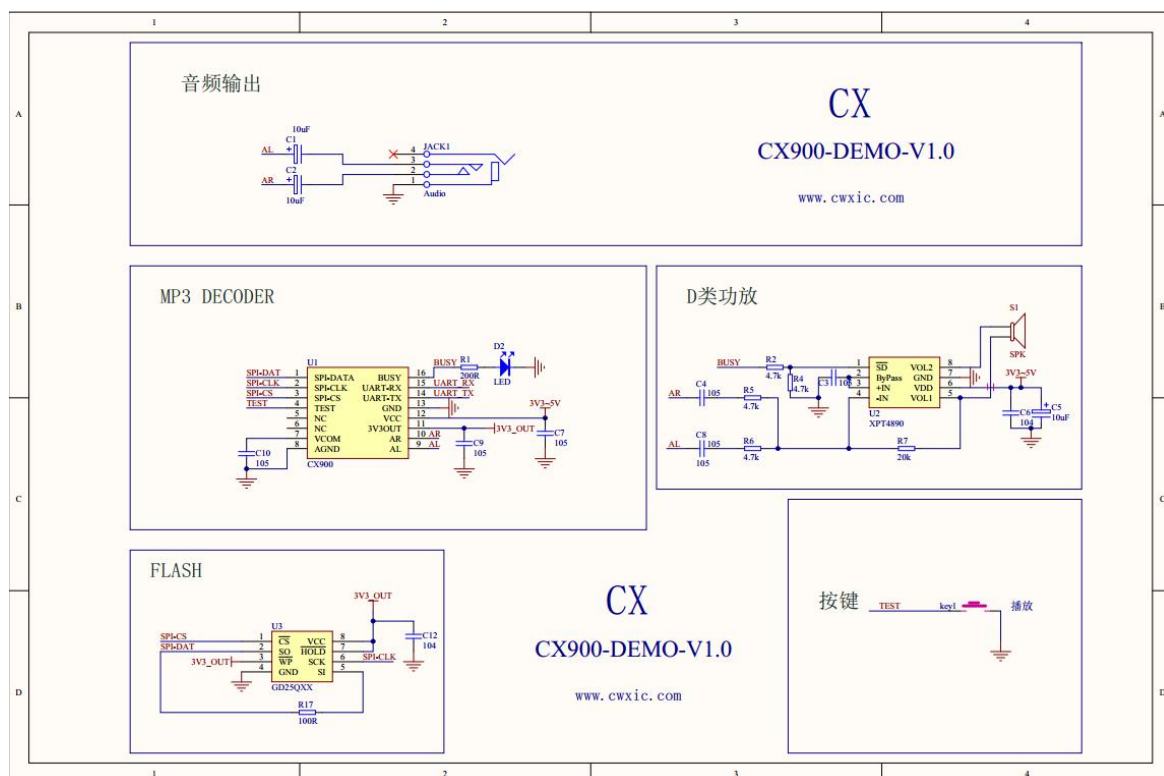 1 2 3 4
A
B
C
D
音频输出
10uF
C1
AL
C2
AR
10uF
4 JACK1
3
2
1
Audio
CX
CX900-DEMO-V1.0
www.cwxic.com
MP3 DECODER
U1
SPI-DAT 1 SPI-DATA BUSY 16 BUSY
SPI-CLK 2 SPI-CLK UART-RX 15 UART_RX
SPI-CS 3 SPI-CS UART-TX 14 UART_TX
TEST 4 TEST GND 13
5 NC VCC 12
6 NC 3V3OUT 11 3V3_OUT
7 VCOM AR 10 AR
8 AGND AL 9 AL
CX900
R1
200R
D2
LED
3V3~5V
C7
105
C9
105
C10
105
D类功放
S1
SPK
BUSY
R2
4.7k
R4
4.7k
C3 105
1 SD VOL2 8
2 ByPass GND 7
3 +IN VDD 6
4 -IN VOL1 5
U2
XPT4890
3V3~5V
C6
104
C5
10uF
AR
C4
105
R5
4.7k
AL
C8
105
105
R6
4.7k
R7
20k
FLASH
3V3_OUT
C12
104
U3
SPI-CS 1 CS VCC 8
SPI-DAT 2 SO HOLD 7
3V3_OUT 3 WP SCK 6 SPI-CLK
4 GND SI 5
GD25QXX
R17
100R
CX
CX900-DEMO-V1.0
www.cwxic.com
按键
TEST
key1
播放
1 2 3 4
A
B
C
D